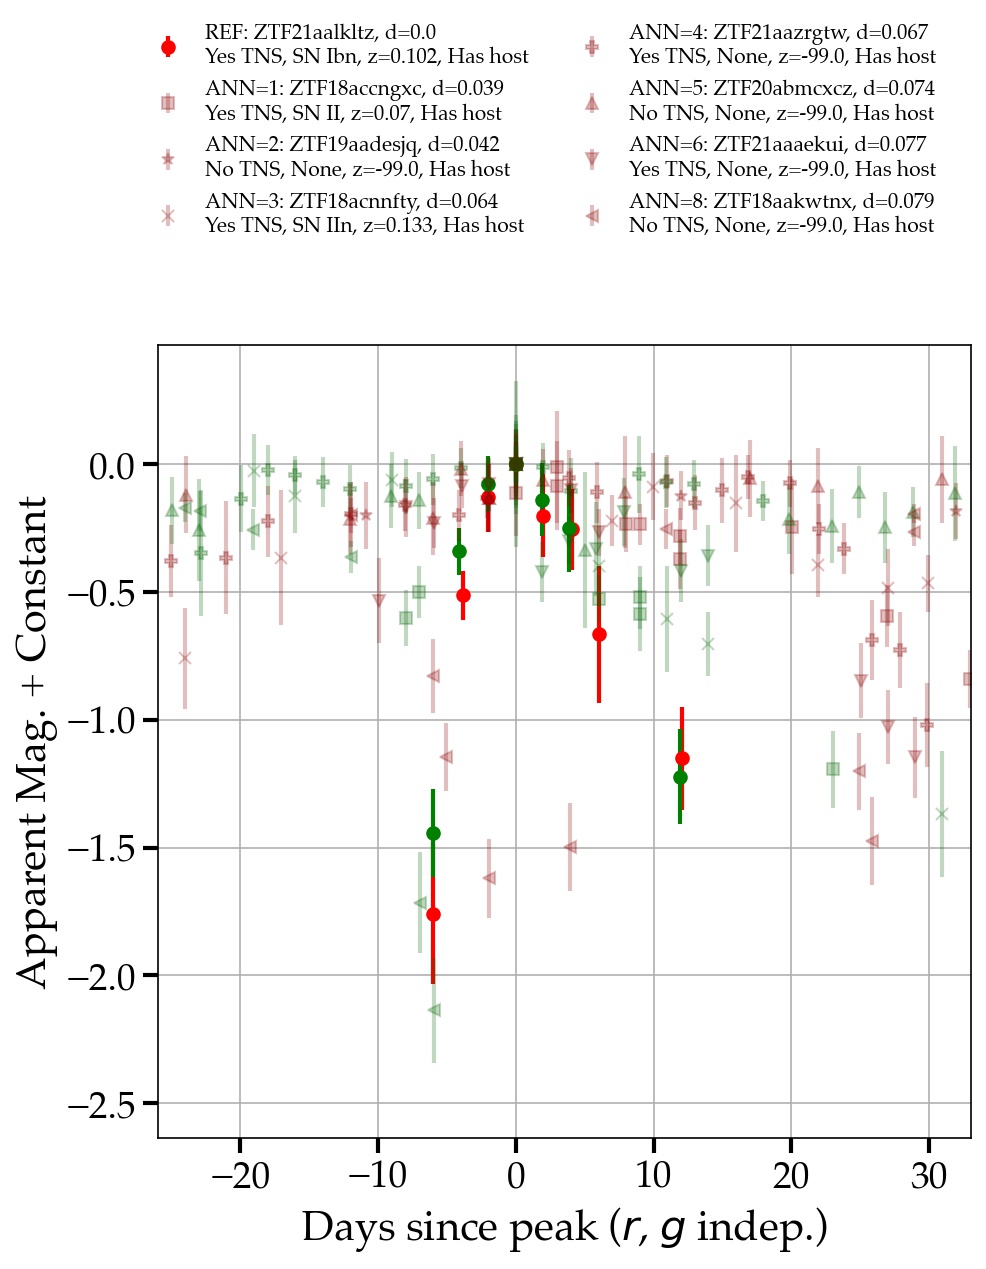 REF: ZTF21aalkltz, d=0.0
Yes TNS, SN Ibn, z=0.102, Has host
ANN=1: ZTF18accngxc, d=0.039
Yes TNS, SN II, z=0.07, Has host
ANN=2: ZTF19aadesjq, d=0.042
No TNS, None, z=-99.0, Has host
ANN=3: ZTF18acnnfty, d=0.064
Yes TNS, SN IIn, z=0.133, Has host
ANN=4: ZTF21aazrgtw, d=0.067
Yes TNS, None, z=-99.0, Has host
ANN=5: ZTF20abmcxcz, d=0.074
No TNS, None, z=-99.0, Has host
ANN=6: ZTF21aaaekui, d=0.077
Yes TNS, None, z=-99.0, Has host
ANN=8: ZTF18aakwtnx, d=0.079
No TNS, None, z=-99.0, Has host
Apparent Mag. + Constant
0.0
−0.5
−1.0
−1.5
−2.0
−2.5
−20 −10 0 10 20 30
Days since peak (r, g indep.)